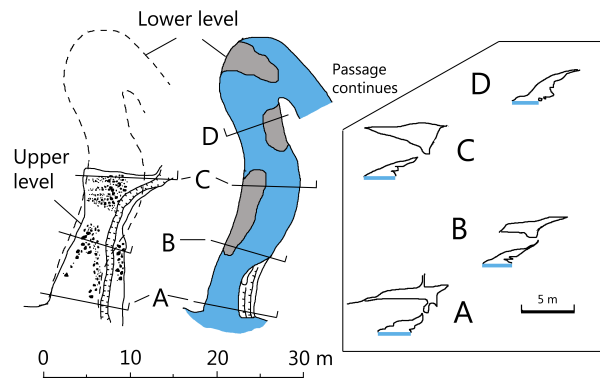 Lower level
Passage
continues
D
D
C
C
Upper
level
B
B
A
A
5 m
0 10 20 30 m